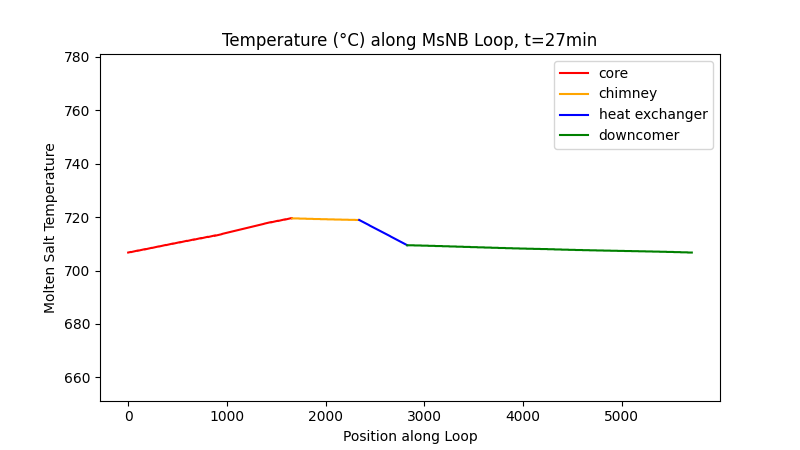 Temperature (°C) along MsNB Loop, t=27min
core
chimney
heat exchanger
downcomer
Molten Salt Temperature
780
760
740
720
700
680
660
0 1000 2000 3000 4000 5000
Position along Loop